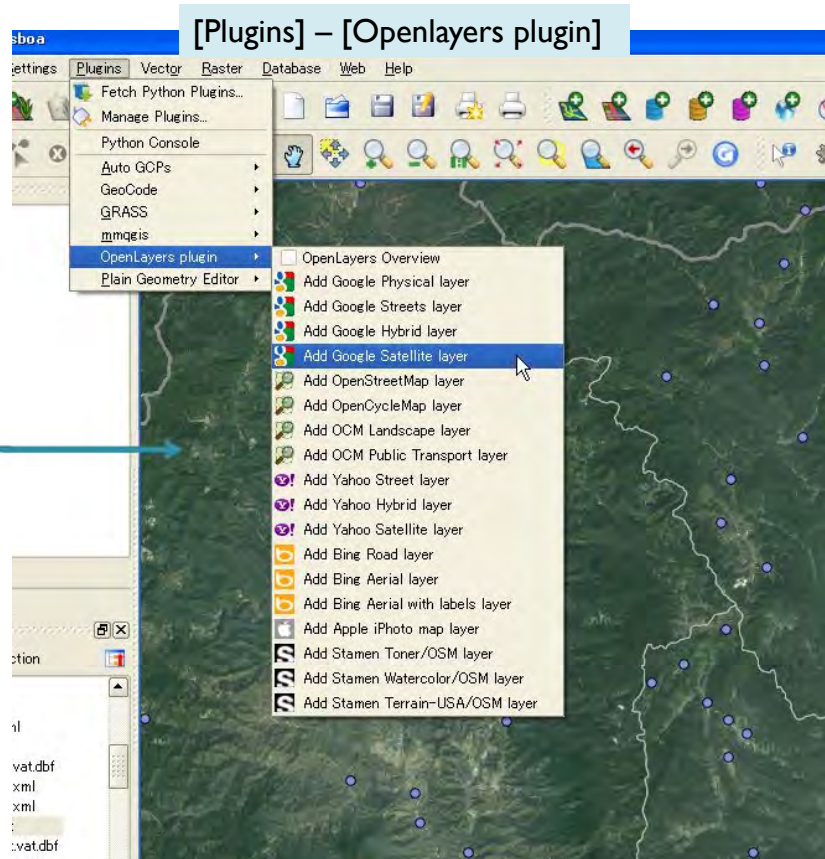 [Plugins] – [Openlayers plugin]
sboa
Settings Plugins Vector Raster Database Web Help
Fetch Python Plugins...
Manage Plugins...
Python Console
Auto GCPs
GeoCode
GRASS
mmqgis
OpenLayers plugin
Plain Geometry Editor
OpenLayers Overview
Add Google Physical layer
Add Google Streets layer
Add Google Hybrid layer
Add Google Satellite layer
Add OpenStreetMap layer
Add OpenCycleMap layer
Add OCM Landscape layer
Add OCM Public Transport layer
Add Yahoo Street layer
Add Yahoo Hybrid layer
Add Yahoo Satellite layer
Add Bing Road layer
Add Bing Aerial layer
Add Bing Aerial with labels layer
Add Apple iPhoto map layer
Add Stamen Toner/OSM layer
Add Stamen Watercolor/OSM layer
Add Stamen Terrain-USA/OSM layer
ction
vat.dbf
xml
xml
.vat.dbf